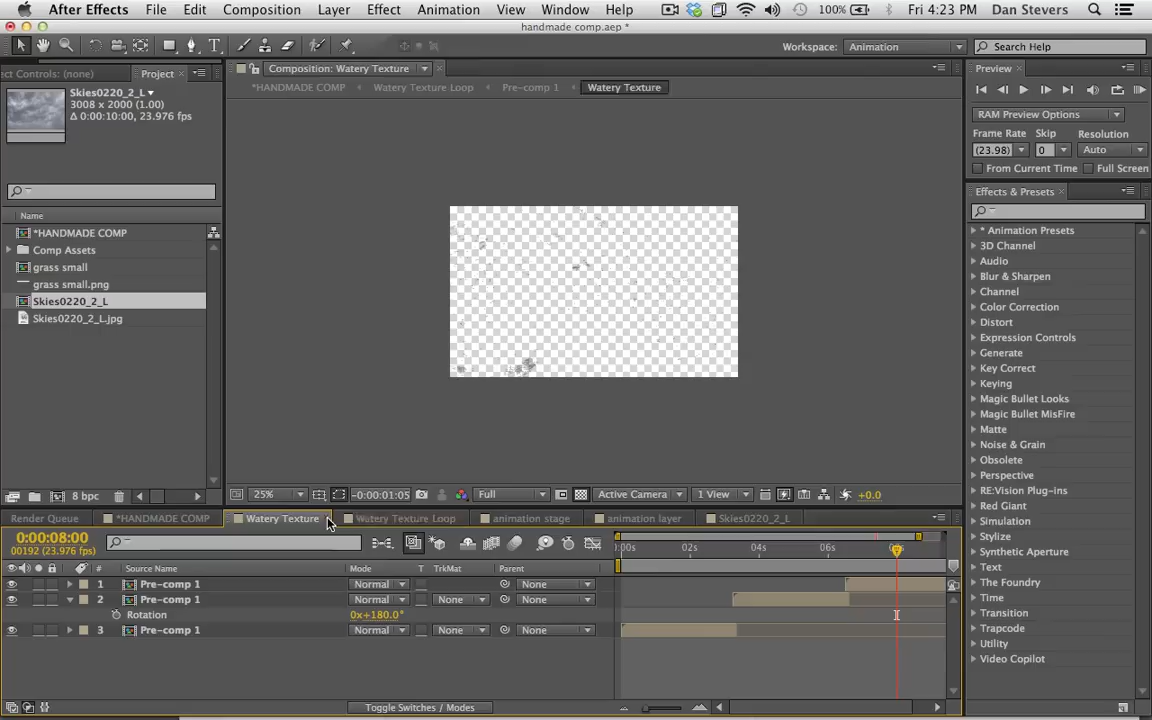 After Effects File Edit Composition Layer Effect Animation View Window Help 100% Fri 4:23 PM Dan Stevens
handmade comp.aep *
Workspace: Animation Search Help
ect Controls: (none) Project Composition: Watery Texture Preview
*HANDMADE COMP Watery Texture Loop Pre-comp 1 Watery Texture
Skies0220_2_L
3008 x 2000 (1.00)
Δ 0:00:10:00, 23.976 fps
RAM Preview Options
Frame Rate Skip Resolution
(23.98) 0 Auto
From Current Time Full Screen
Effects & Presets
Name
*HANDMADE COMP
Comp Assets
grass small
grass small.png
Skies0220_2_L
Skies0220_2_L.jpg
* Animation Presets
3D Channel
Audio
Blur & Sharpen
Channel
Color Correction
Distort
Expression Controls
Generate
Key Correct
Keying
Magic Bullet Looks
Magic Bullet MisFire
Matte
Noise & Grain
Obsolete
Perspective
RE:Vision Plug-ins
Red Giant
Simulation
Stylize
Synthetic Aperture
Text
The Foundry
Time
Transition
Trapcode
Utility
Video Copilot
8 bpc 25% -0:00:01:05 Full Active Camera 1 View +0.0
Render Queue *HANDMADE COMP Watery Texture Watery Texture Loop animation stage animation layer Skies0220_2_L
0:00:08:00
00192 (23.976 fps)
:00s 02s 04s 06s
# Source Name Mode T TrkMat Parent
1 Pre-comp 1 Normal None
2 Pre-comp 1 Normal None None
Rotation 0x+180.0°
3 Pre-comp 1 Normal None None
Toggle Switches / Modes